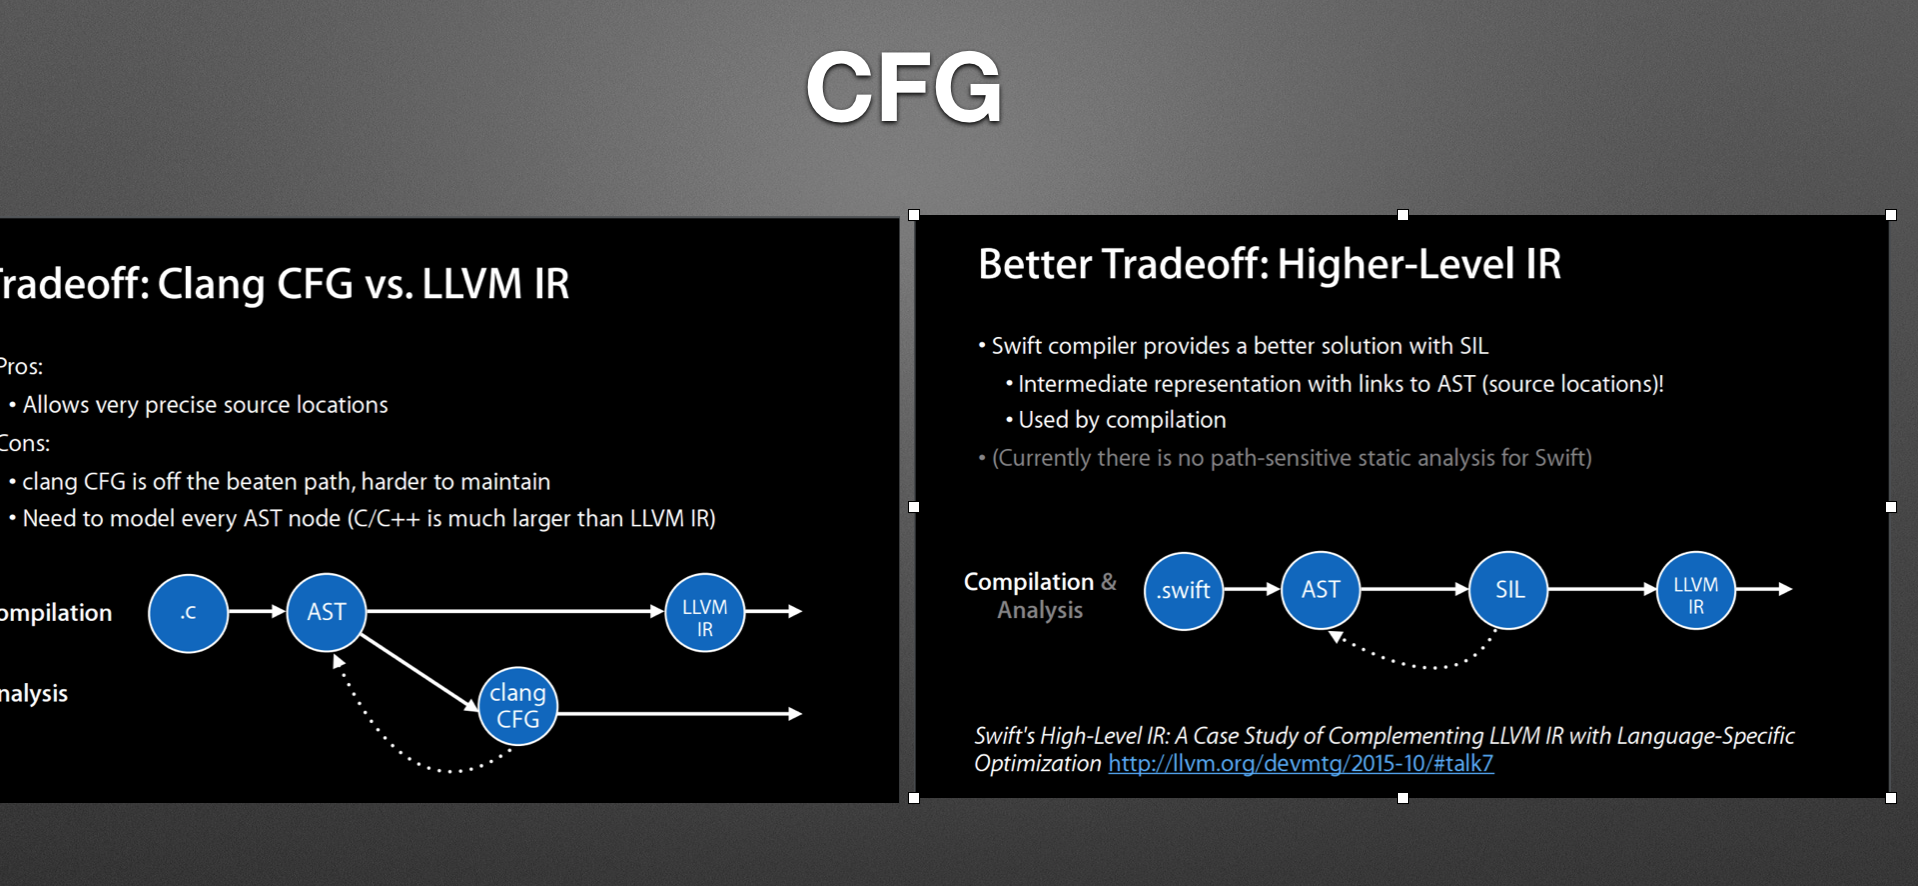 CFG
radeoff: Clang CFG vs. LLVM IR
Pros:
• Allows very precise source locations
Cons:
• clang CFG is off the beaten path, harder to maintain
• Need to model every AST node (C/C++ is much larger than LLVM IR)
ompilation
.c
AST
LLVM
IR
nalysis
clang
CFG
Better Tradeoff: Higher-Level IR
• Swift compiler provides a better solution with SIL
• Intermediate representation with links to AST (source locations)!
• Used by compilation
• (Currently there is no path-sensitive static analysis for Swift)
Compilation &
Analysis
.swift
AST
SIL
LLVM
IR
Swift's High-Level IR: A Case Study of Complementing LLVM IR with Language-Specific
Optimization http://llvm.org/devmtg/2015-10/#talk7